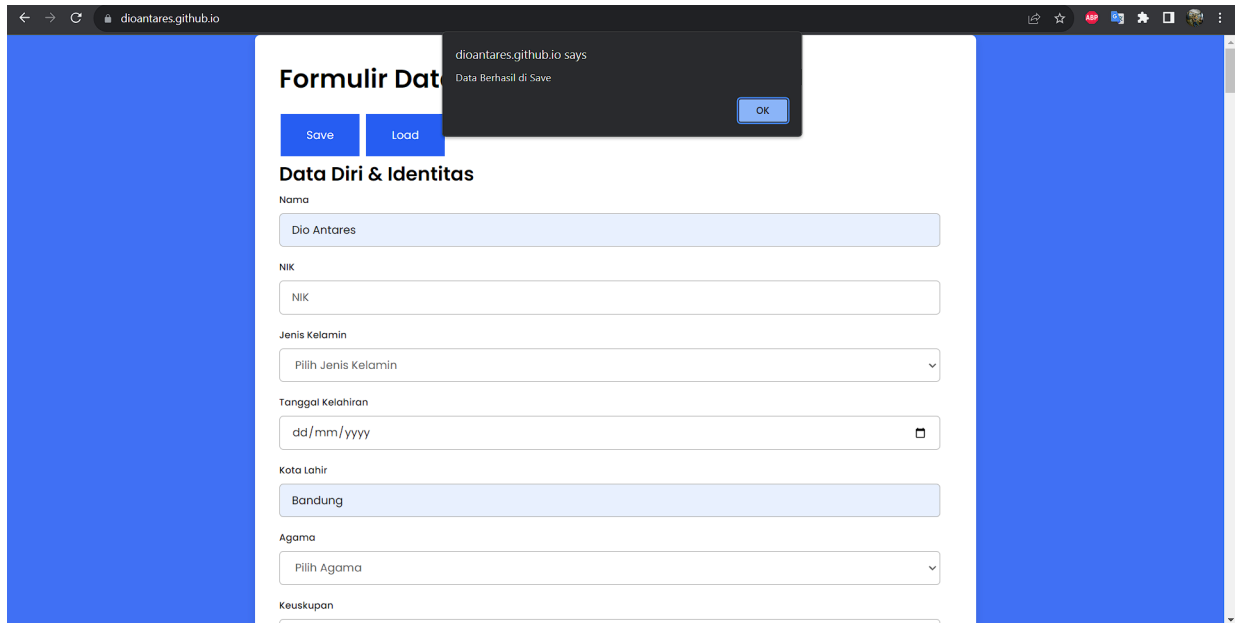 dioantares.github.io
ABP
dioantares.github.io says
Data Berhasil di Save
OK
Formulir Dat
Save Load
Data Diri & Identitas
Nama
Dio Antares
NIK
NIK
Jenis Kelamin
Pilih Jenis Kelamin
Tanggal Kelahiran
dd/mm/yyyy
Kota Lahir
Bandung
Agama
Pilih Agama
Keuskupan